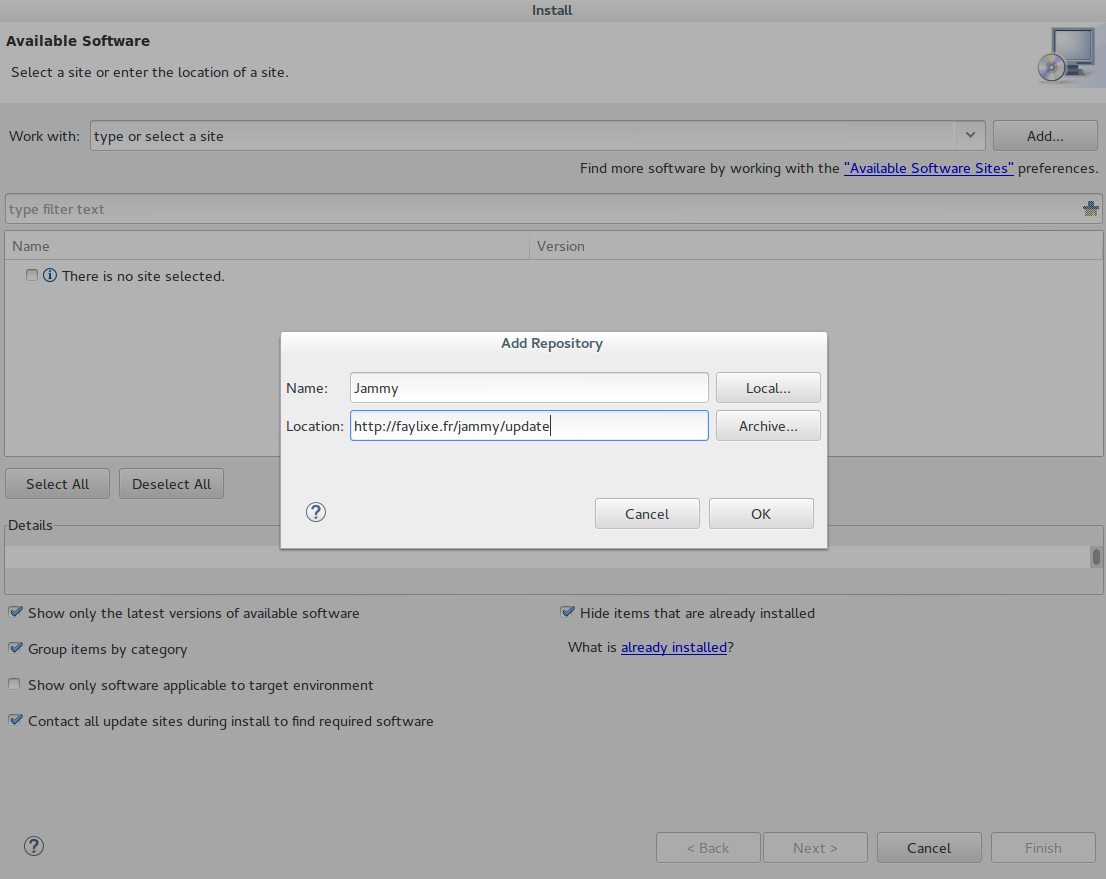 Install
Available Software
Select a site or enter the location of a site.
Work with: type or select a site Add...
Find more software by working with the "Available Software Sites" preferences.
type filter text
Name Version
There is no site selected.
Add Repository
Name: Jammy Local...
Location: http://faylixe.fr/jammy/update Archive...
Cancel OK
Select All Deselect All
Details
Show only the latest versions of available software Hide items that are already installed
Group items by category What is already installed?
Show only software applicable to target environment
Contact all update sites during install to find required software
< Back Next > Cancel Finish